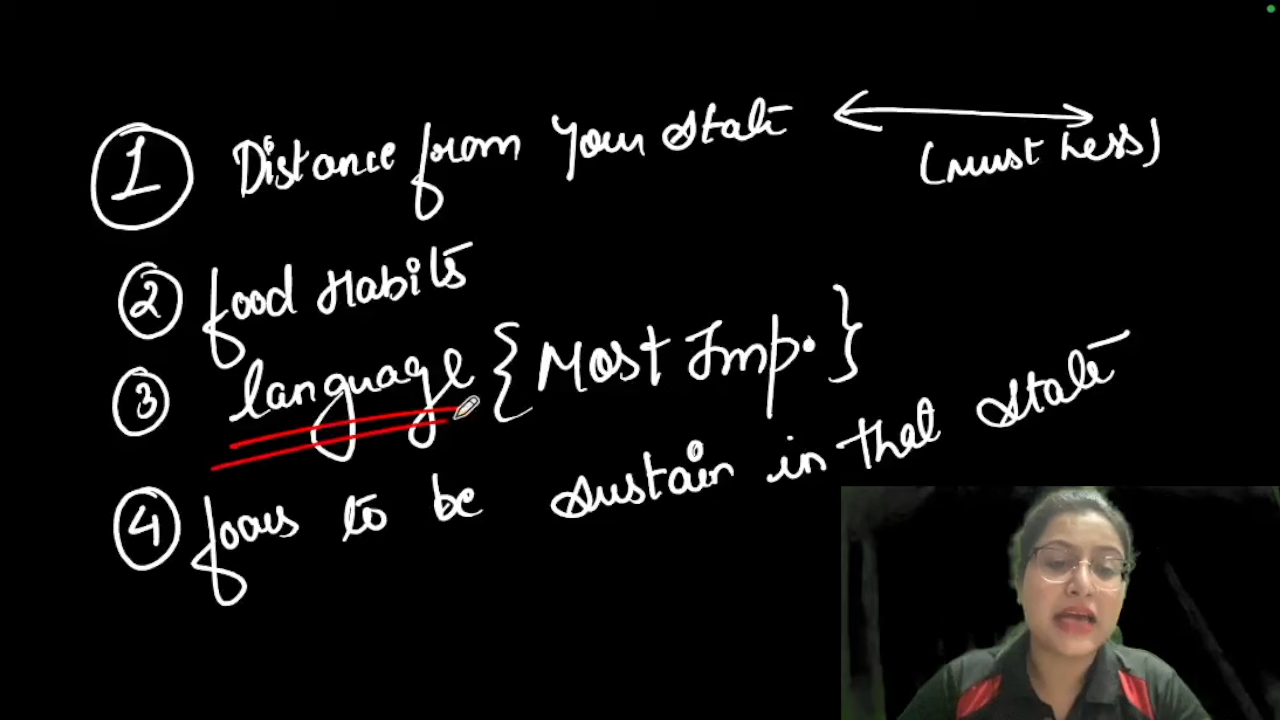 1 Distance from Your State
(must Less)
2 food Habits
3 language {Most Imp.}
4 focus to be sustain in that State